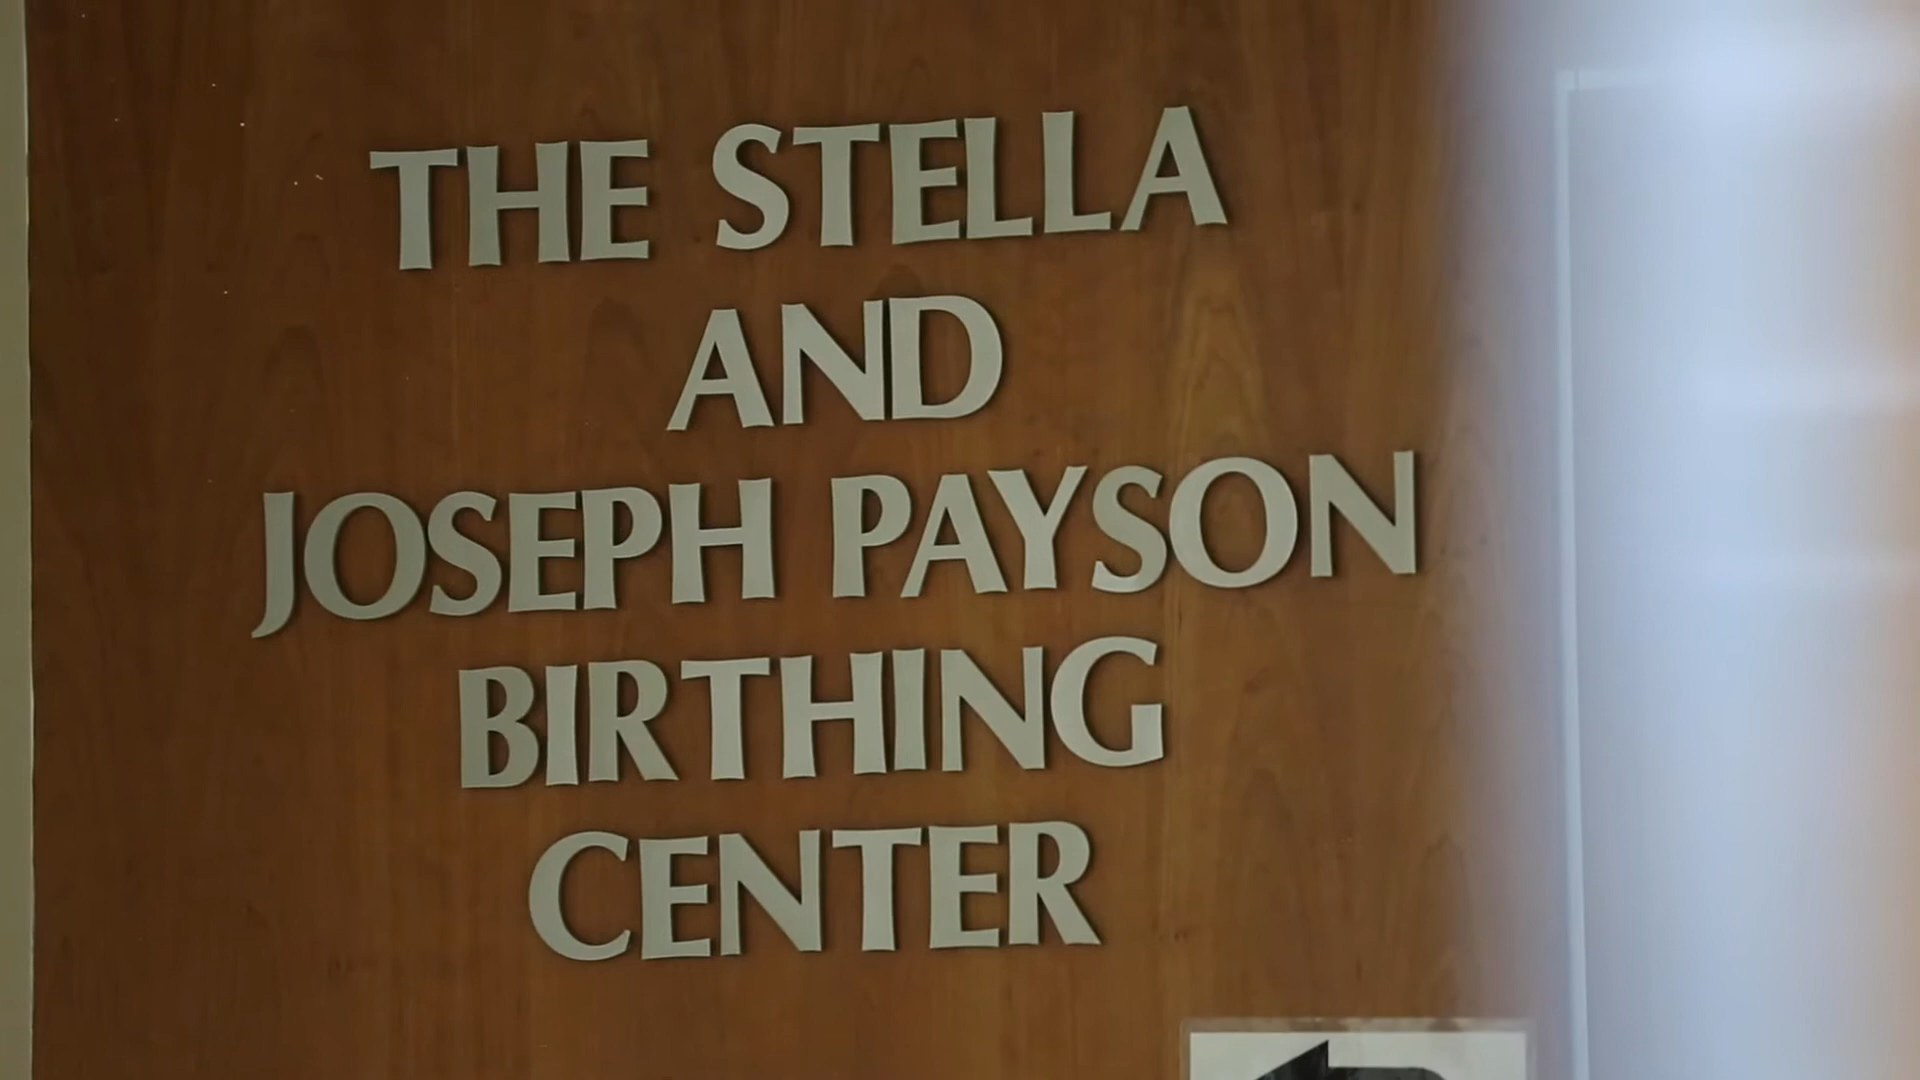 THE STELLA
AND
JOSEPH PAYSON
BIRTHING
CENTER